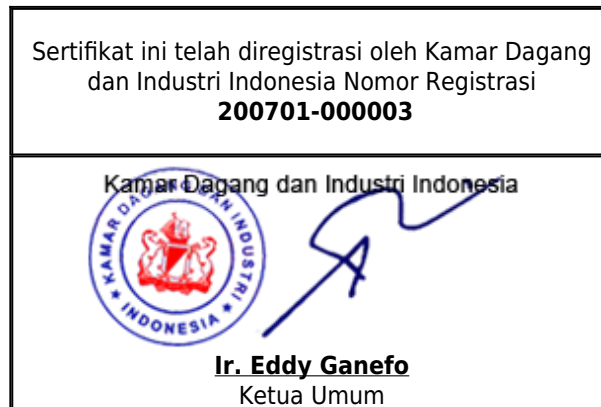 Sertifikat ini telah diregistrasi oleh Kamar Dagang
dan Industri Indonesia Nomor Registrasi
200701-000003
Kamar Dagang dan Industri Indonesia
KAMAR DAGANG DAN INDUSTRI
★ INDONESIA ★
Ir. Eddy Ganefo
Ketua Umum